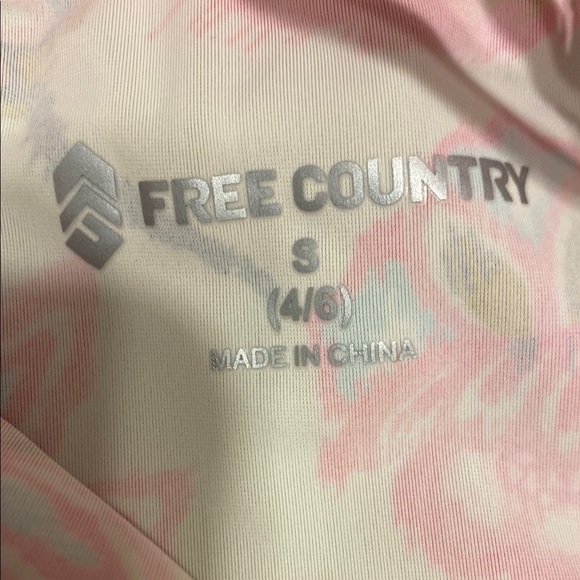 FREE COUNTRY
S
(4/6)
MADE IN CHINA